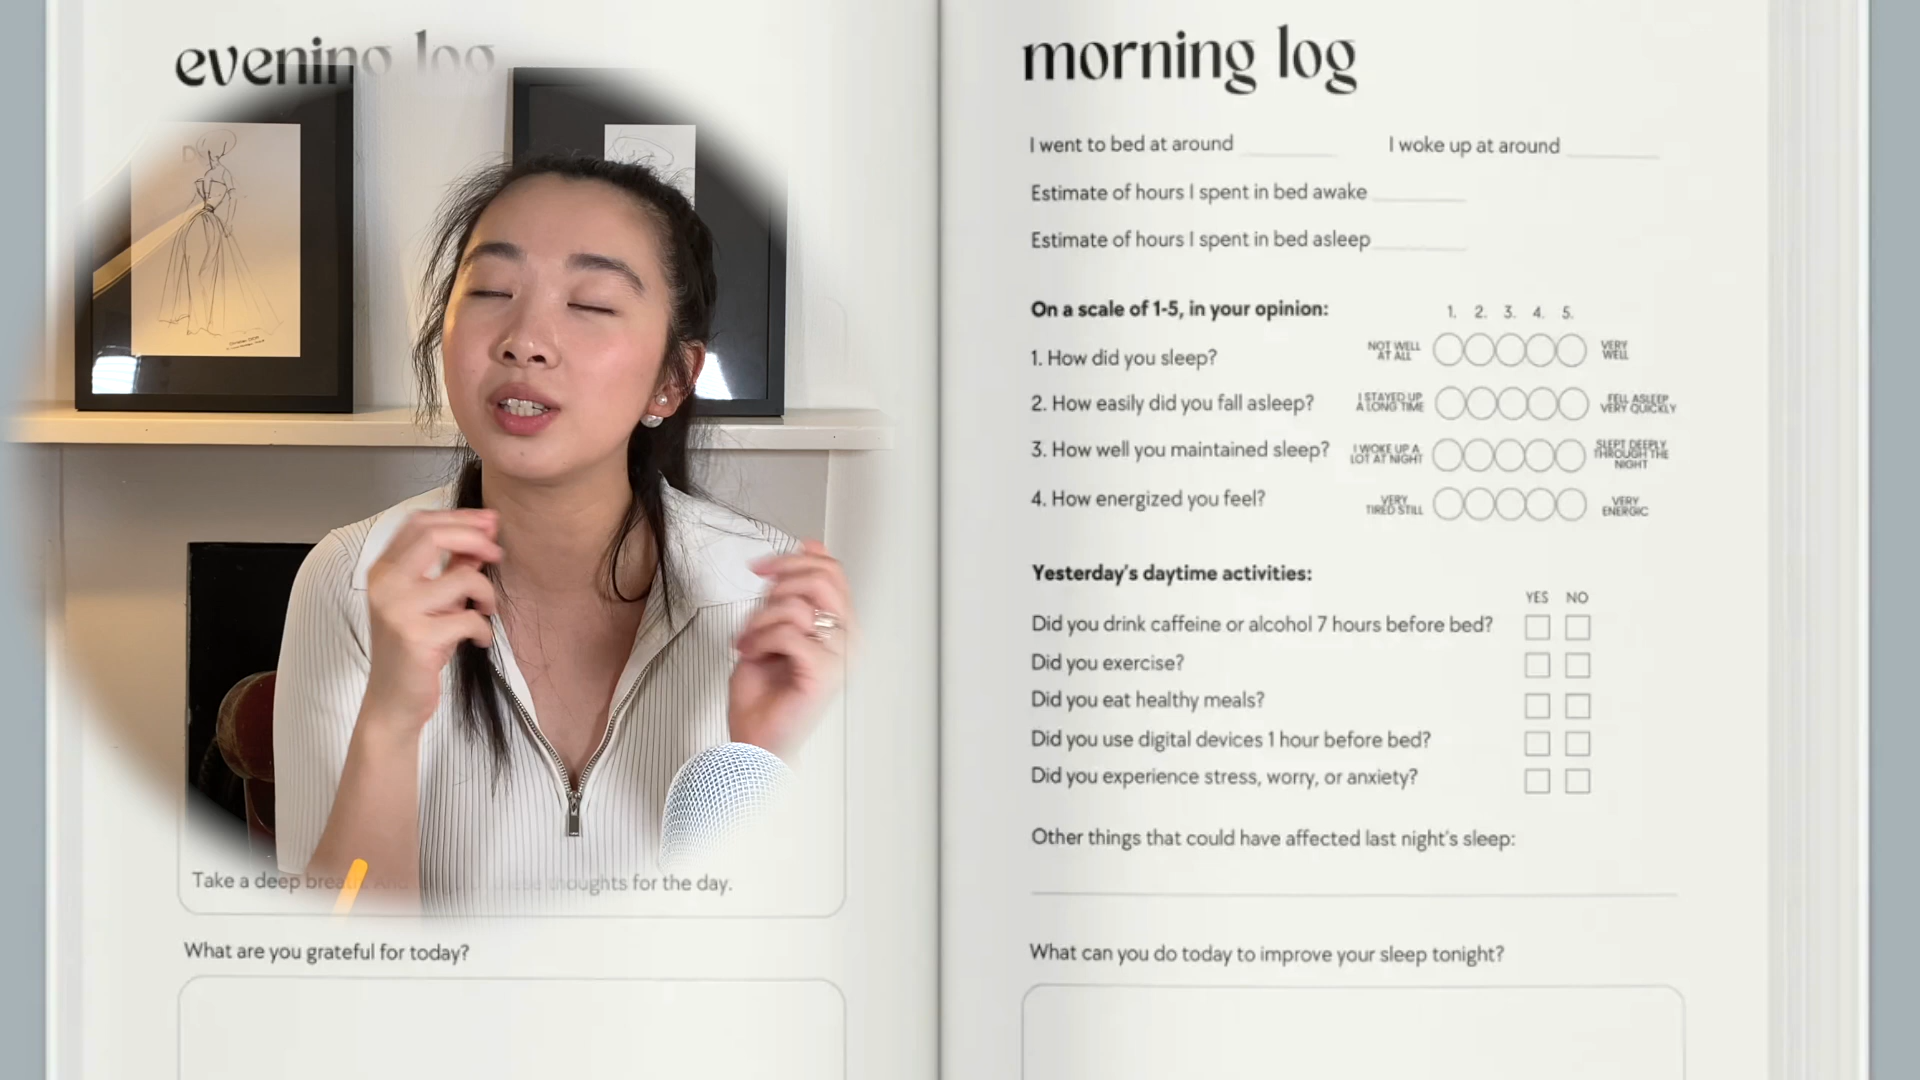 evening log
Take a deep breath. And thoughts for the day.
What are you grateful for today?
morning log
I went to bed at around ______ I woke up at around ______
Estimate of hours I spent in bed awake ______
Estimate of hours I spent in bed asleep ______
On a scale of 1-5, in your opinion: 1. 2. 3. 4. 5.
1. How did you sleep? NOT WELL AT ALL VERY WELL
2. How easily did you fall asleep? I STAYED UP A LONG TIME FELL ASLEEP VERY QUICKLY
3. How well you maintained sleep? I WOKE UP A LOT AT NIGHT SLEPT DEEPLY THROUGH THE NIGHT
4. How energized you feel? VERY TIRED STILL VERY ENERGIC
Yesterday's daytime activities:
YES NO
Did you drink caffeine or alcohol 7 hours before bed?
Did you exercise?
Did you eat healthy meals?
Did you use digital devices 1 hour before bed?
Did you experience stress, worry, or anxiety?
Other things that could have affected last night's sleep:
What can you do today to improve your sleep tonight?